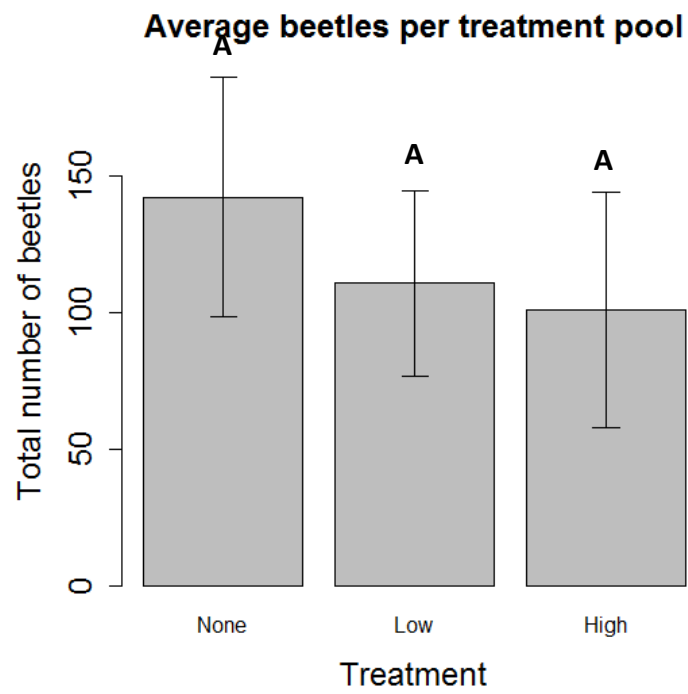 Average beetles per treatment pool
A
A
A
Total number of beetles
150
100
50
0
None
Low
High
Treatment